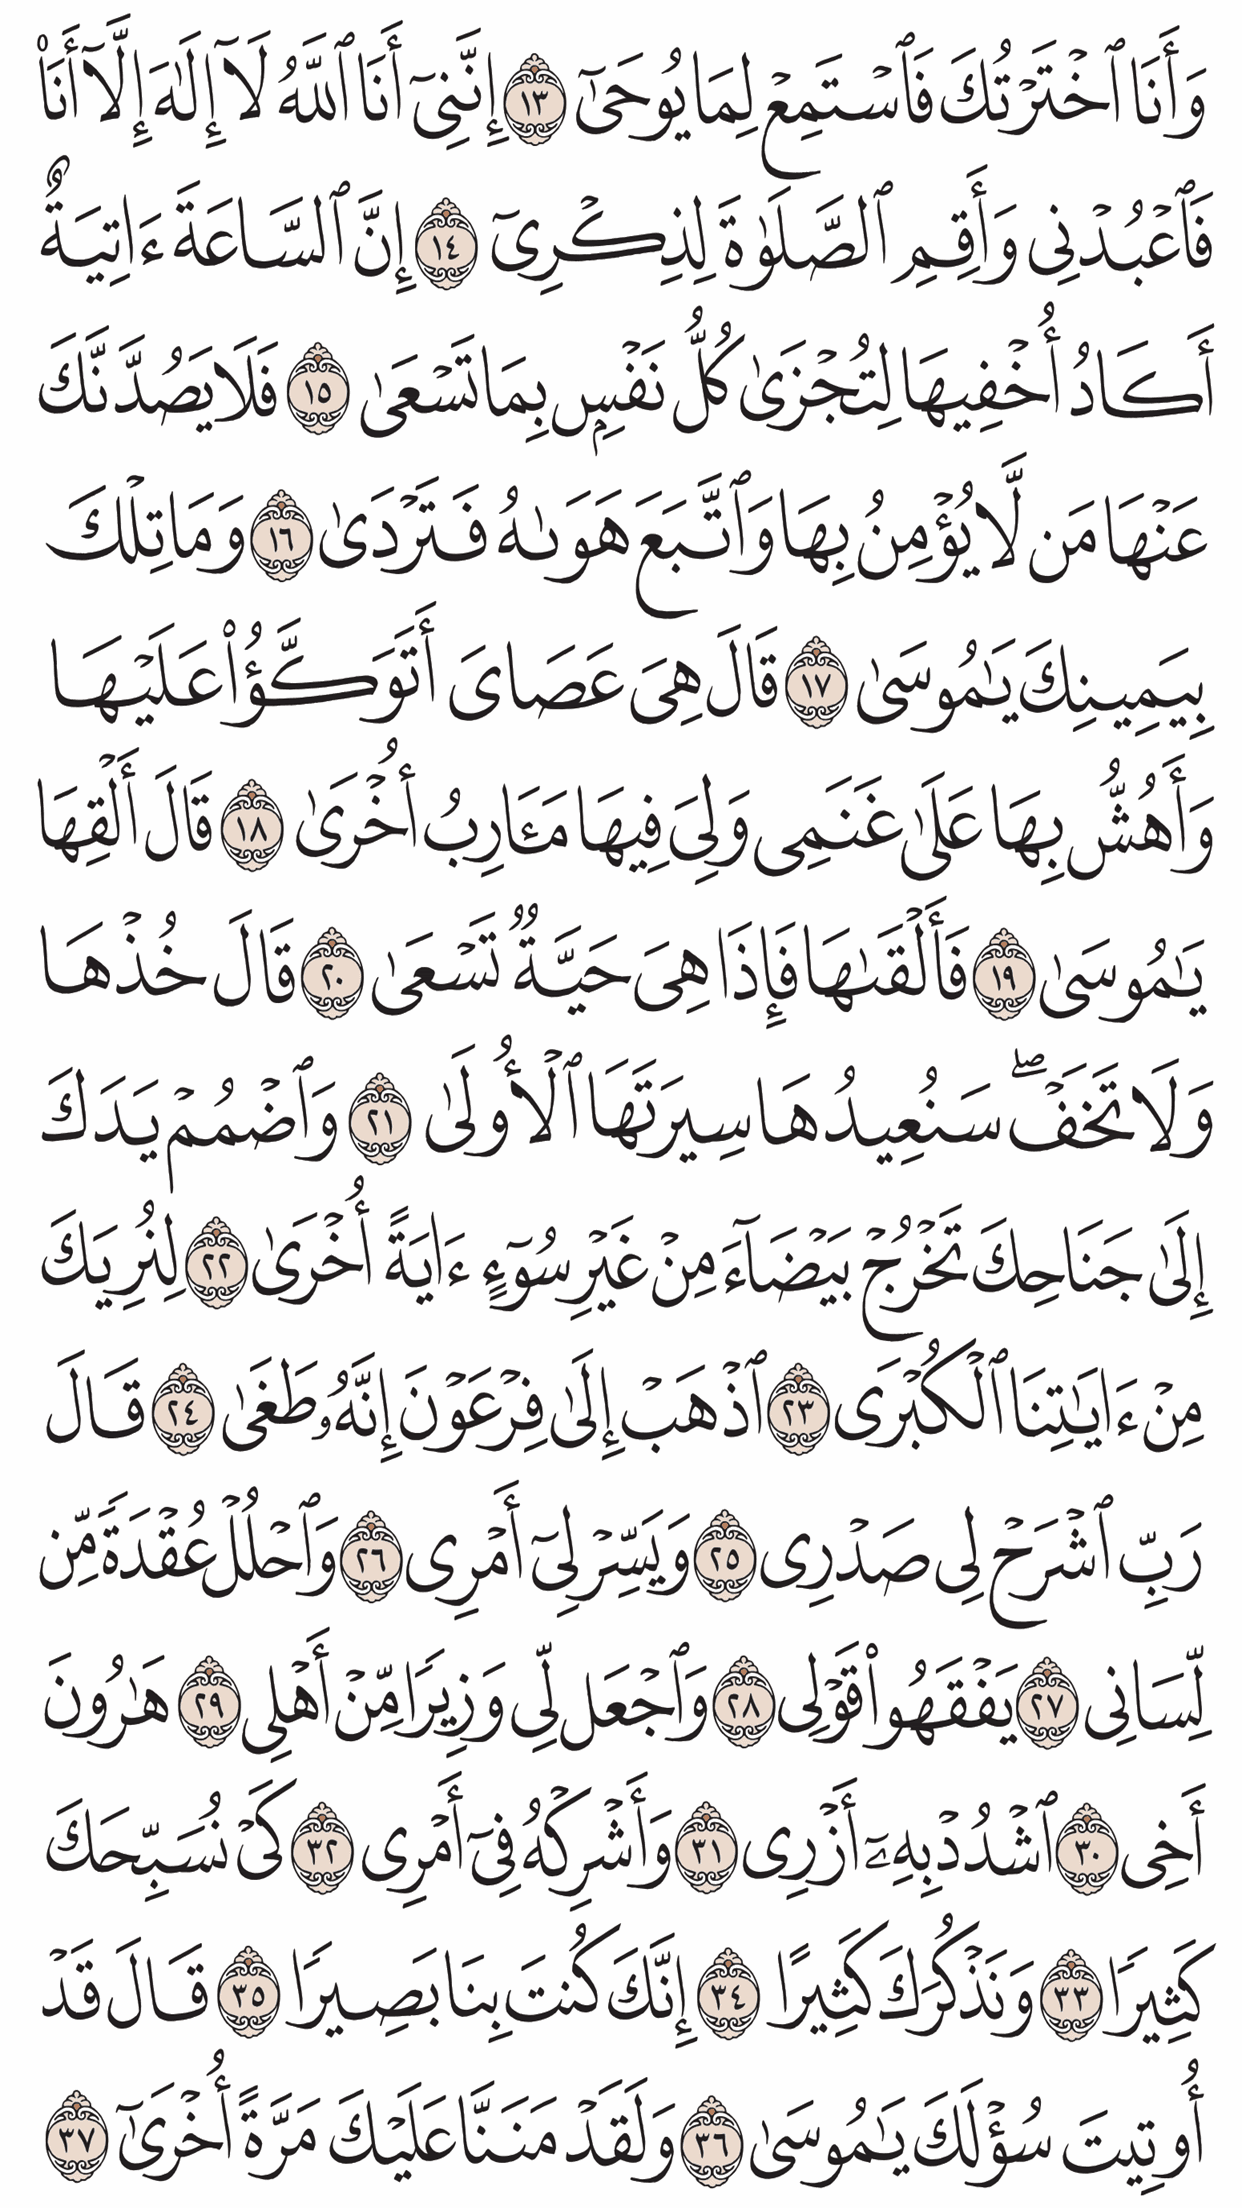 وَأَنَا ٱخْتَرْتُكَ فَٱسْتَمِعْ لِمَا يُوحَىٰٓ ١٣ إِنَّنِىٓ أَنَا ٱللَّهُ لَآ إِلَٰهَ إِلَّآ أَنَا۠
فَٱعْبُدْنِى وَأَقِمِ ٱلصَّلَوٰةَ لِذِكْرِىٓ ١٤ إِنَّ ٱلسَّاعَةَ ءَاتِيَةٌ
أَكَادُ أُخْفِيهَا لِتُجْزَىٰ كُلُّ نَفْسٍۭ بِمَا تَسْعَىٰ ١٥ فَلَا يَصُدَّنَّكَ
عَنْهَا مَن لَّا يُؤْمِنُ بِهَا وَٱتَّبَعَ هَوَىٰهُ فَتَرْدَىٰ ١٦ وَمَا تِلْكَ
بِيَمِينِكَ يَٰمُوسَىٰ ١٧ قَالَ هِىَ عَصَاىَ أَتَوَكَّؤُا۟ عَلَيْهَا
وَأَهُشُّ بِهَا عَلَىٰ غَنَمِى وَلِىَ فِيهَا مَـَٔارِبُ أُخْرَىٰ ١٨ قَالَ أَلْقِهَا
يَٰمُوسَىٰ ١٩ فَأَلْقَىٰهَا فَإِذَا هِىَ حَيَّةٌ تَسْعَىٰ ٢٠ قَالَ خُذْهَا
وَلَا تَخَفْ ۖ سَنُعِيدُهَا سِيرَتَهَا ٱلْأُولَىٰ ٢١ وَٱضْمُمْ يَدَكَ
إِلَىٰ جَنَاحِكَ تَخْرُجْ بَيْضَآءَ مِنْ غَيْرِ سُوٓءٍ ءَايَةً أُخْرَىٰ ٢٢ لِنُرِيَكَ
مِنْ ءَايَٰتِنَا ٱلْكُبْرَى ٢٣ ٱذْهَبْ إِلَىٰ فِرْعَوْنَ إِنَّهُۥ طَغَىٰ ٢٤ قَالَ
رَبِّ ٱشْرَحْ لِى صَدْرِى ٢٥ وَيَسِّرْ لِىٓ أَمْرِى ٢٦ وَٱحْلُلْ عُقْدَةً مِّن
لِّسَانِى ٢٧ يَفْقَهُوا۟ قَوْلِى ٢٨ وَٱجْعَل لِّى وَزِيرًا مِّنْ أَهْلِى ٢٩ هَٰرُونَ
أَخِى ٣٠ ٱشْدُدْ بِهِۦٓ أَزْرِى ٣١ وَأَشْرِكْهُ فِىٓ أَمْرِى ٣٢ كَىْ نُسَبِّحَكَ
كَثِيرًا ٣٣ وَنَذْكُرَكَ كَثِيرًا ٣٤ إِنَّكَ كُنتَ بِنَا بَصِيرًا ٣٥ قَالَ قَدْ
أُوتِيتَ سُؤْلَكَ يَٰمُوسَىٰ ٣٦ وَلَقَدْ مَنَنَّا عَلَيْكَ مَرَّةً أُخْرَىٰٓ ٣٧